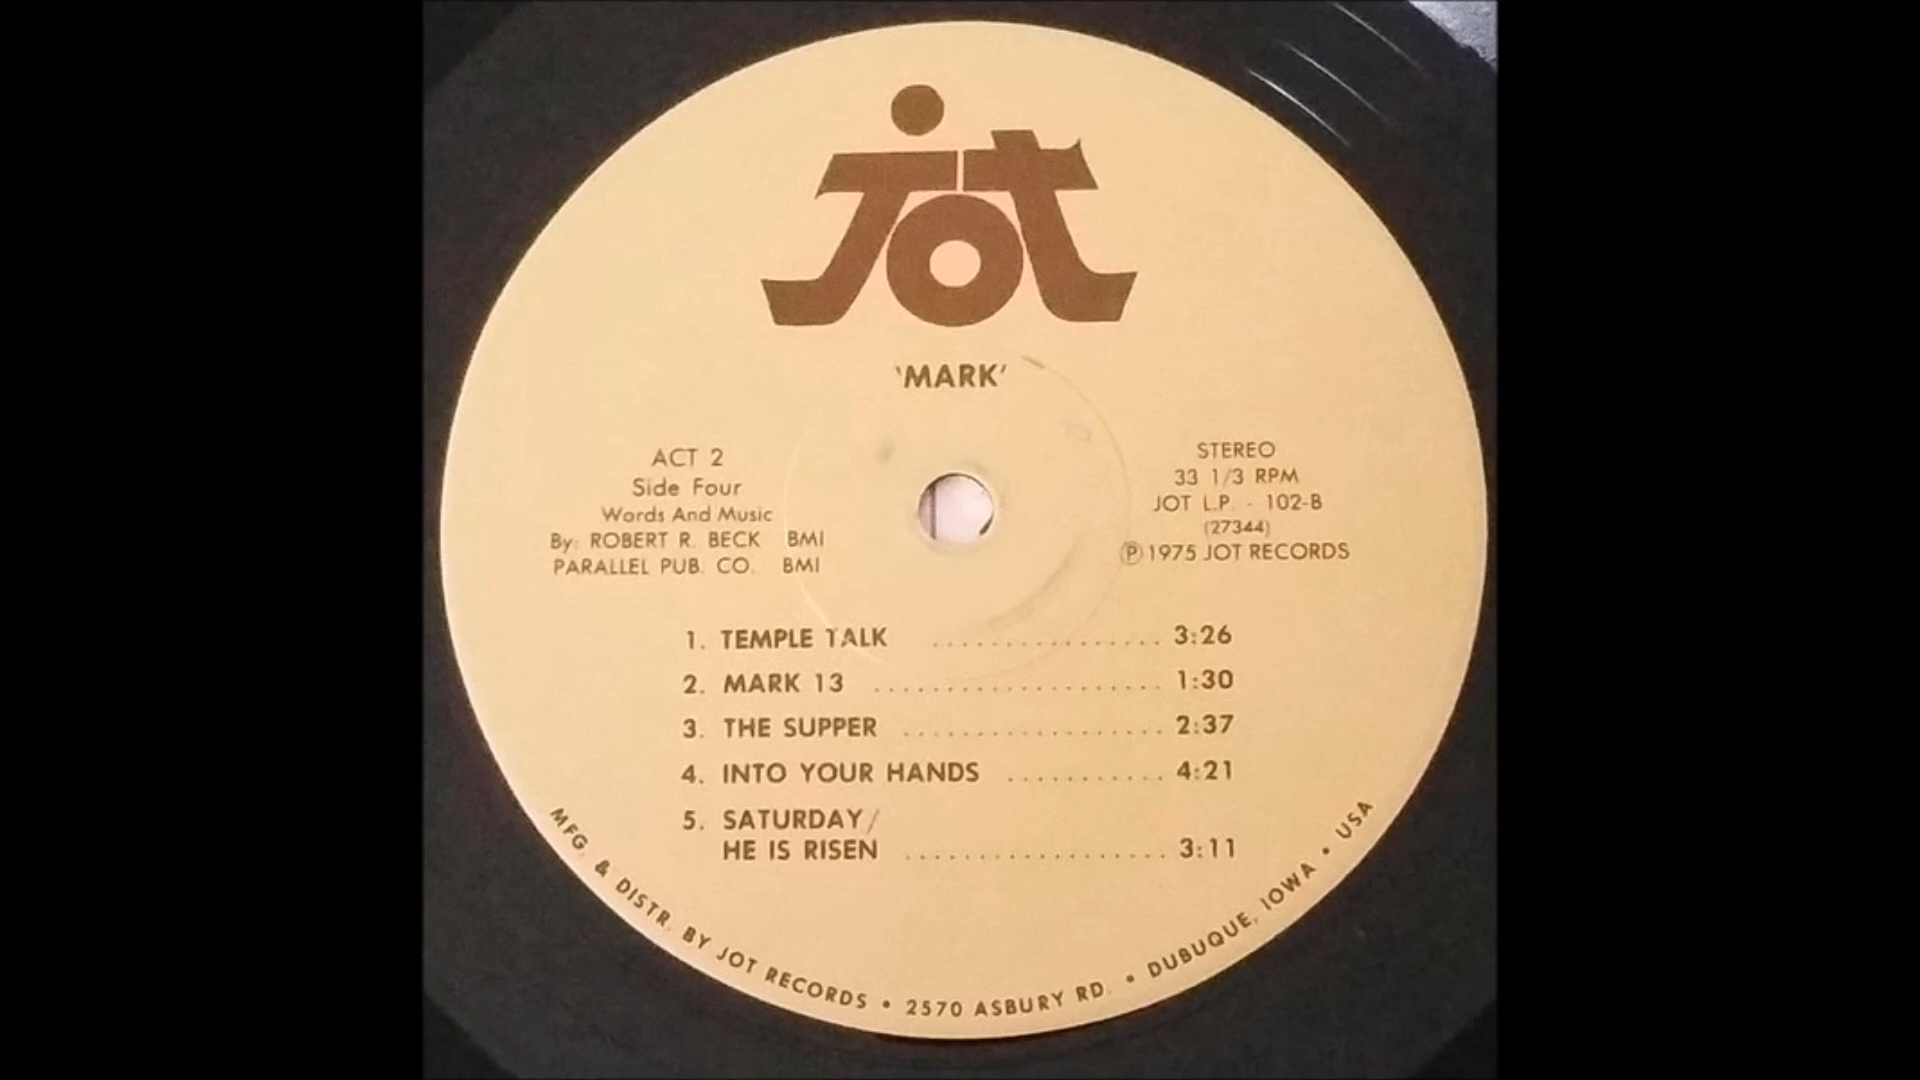 jot
'MARK'
ACT 2
Side Four
Words And Music
By: ROBERT R. BECK BMI
PARALLEL PUB. CO. BMI
STEREO
33 1/3 RPM
JOT L.P. - 102-B
(27344)
Ⓟ1975 JOT RECORDS
1. TEMPLE TALK ................ 3:26
2. MARK 13 .................... 1:30
3. THE SUPPER .................. 2:37
4. INTO YOUR HANDS ........... 4:21
5. SATURDAY/
HE IS RISEN .................. 3:11
MFG. & DISTR. BY JOT RECORDS • 2570 ASBURY RD. • DUBUQUE, IOWA • USA